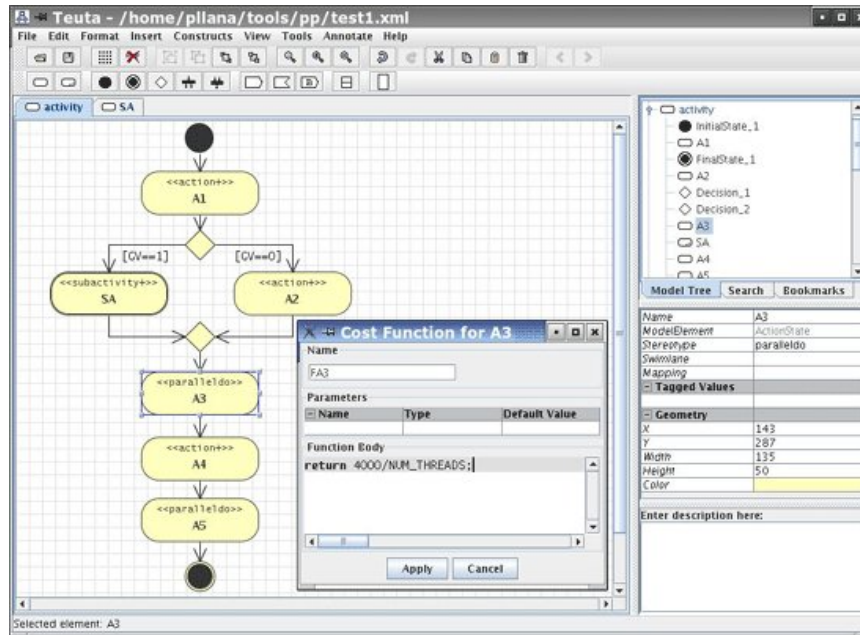 Teuta - /home/pllana/tools/pp/test1.xml
File Edit Format Insert Constructs View Tools Annotate Help
activity SA
<<action+>>
A1
[GV==1] [GV==0]
<<subactivity+>>
SA
<<action+>>
A2
<<paralleldo>>
A3
<<action+>>
A4
<<paralleldo>>
A5
Cost Function for A3
Name
FA3
Parameters
Name Type Default Value
Function Body
return 4000/NUM_THREADS;
Apply Cancel
activity
InitialState_1
A1
FinalState_1
A2
Decision_1
Decision_2
A3
SA
A4
A5
Model Tree Search Bookmarks
Name A3
ModelElement ActionState
Stereotype paralleldo
Swimlane
Mapping
Tagged Values
Geometry
X 143
Y 287
Width 135
Height 50
Color
Enter description here:
Selected element: A3